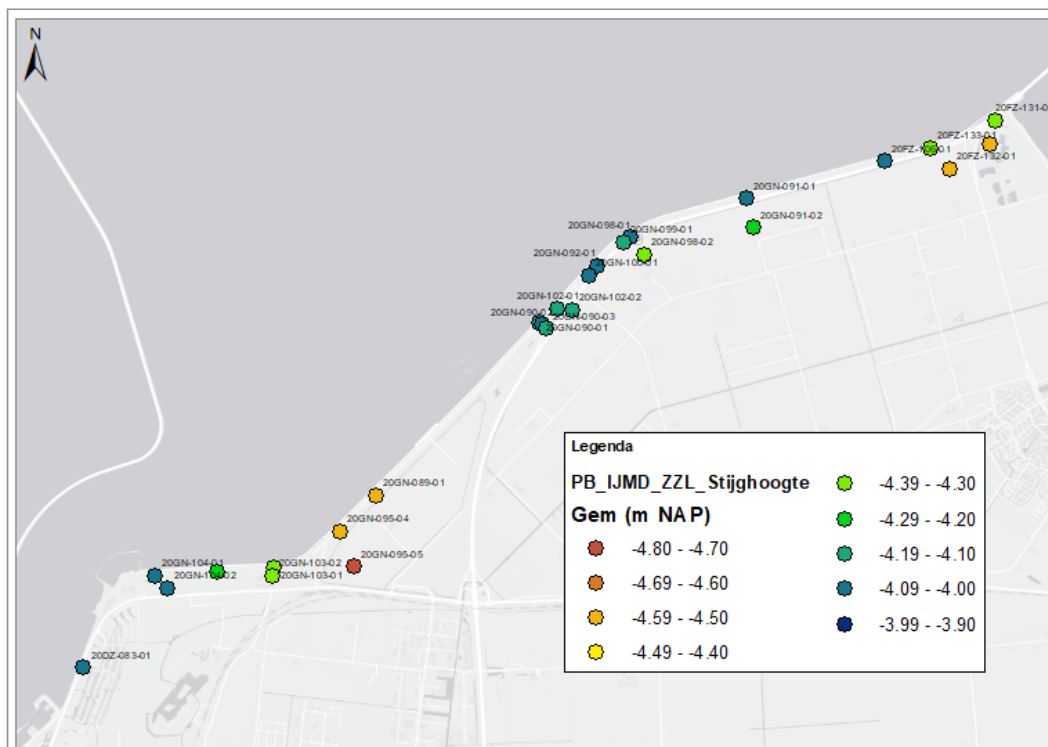 N
20FZ-131-0
20FZ-133-01
20FZ-132-01
20GN-091-01
20GN-091-02
20GN-098-01
20GN-099-01
20GN-098-02
20GN-092-01
20GN-102-01
20GN-102-02
20GN-090-03
20GN-090-01
20GN-089-01
20GN-095-04
20GN-095-05
20GN-104-01
20GN-103-02
20GN-103-01
20DZ-083-01
Legenda
PB_IJMD_ZZL_Stijghoogte
Gem (m NAP)
-4.80 - -4.70
-4.69 - -4.60
-4.59 - -4.50
-4.49 - -4.40
-4.39 - -4.30
-4.29 - -4.20
-4.19 - -4.10
-4.09 - -4.00
-3.99 - -3.90